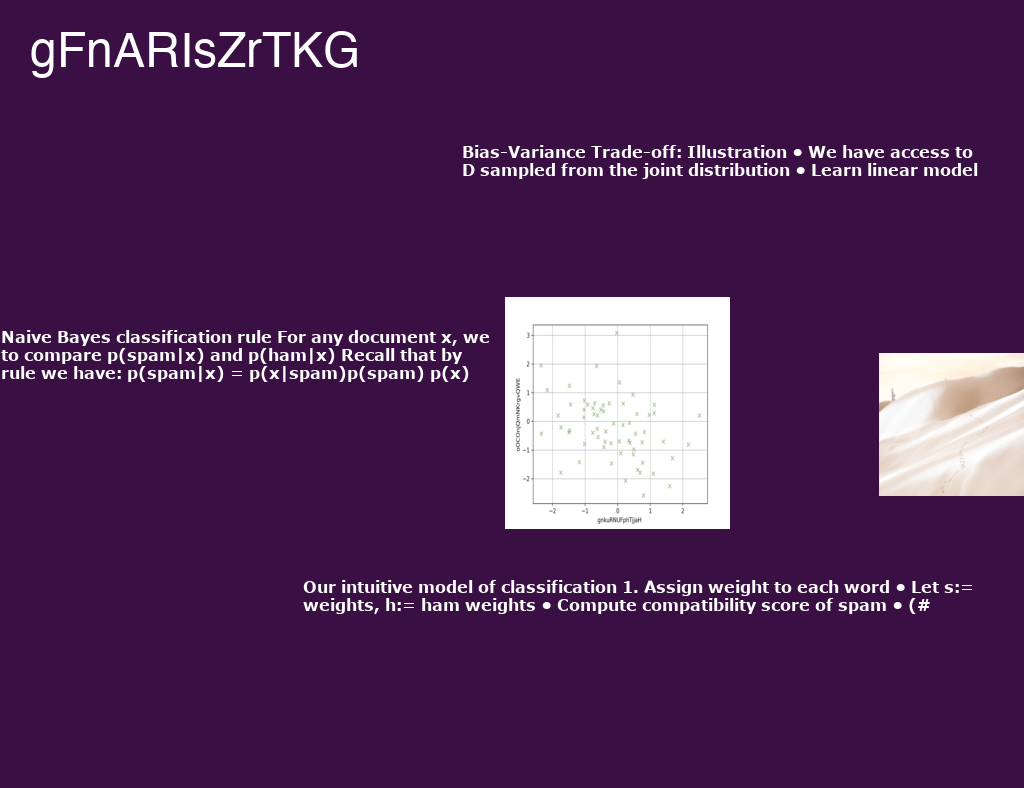 gFnARIsZrTKG
Bias-Variance Trade-off: Illustration • We have access to
D sampled from the joint distribution • Learn linear model
Naive Bayes classification rule For any document x, we
to compare p(spam|x) and p(ham|x) Recall that by
rule we have: p(spam|x) = p(x|spam)p(spam) p(x)
3
2
1
0
−1
−2
−2 −1 0 1 2
gnkuRNUFphTjjaH
Our intuitive model of classification 1. Assign weight to each word • Let s:=
weights, h:= ham weights • Compute compatibility score of spam • (#